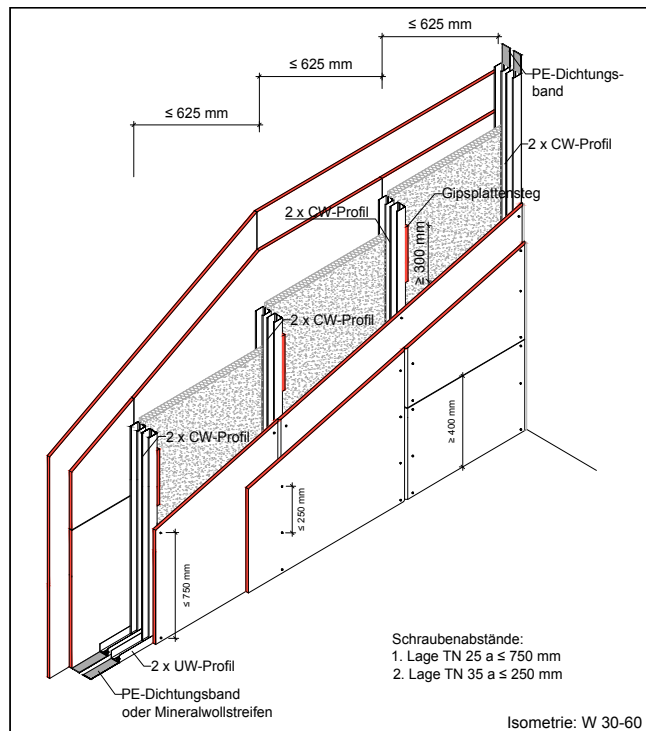 ≤ 625 mm
≤ 625 mm
≤ 625 mm
PE-Dichtungs-
band
2 x CW-Profil
Gipsplattensteg
2 x CW-Profil
≥ 300 mm
2 x CW-Profil
2 x CW-Profil
≥ 400 mm
≤ 250 mm
≤ 750 mm
2 x UW-Profil
PE-Dichtungsband
oder Mineralwollstreifen
Schraubenabstände:
1. Lage TN 25 a ≤ 750 mm
2. Lage TN 35 a ≤ 250 mm
Isometrie: W 30-60